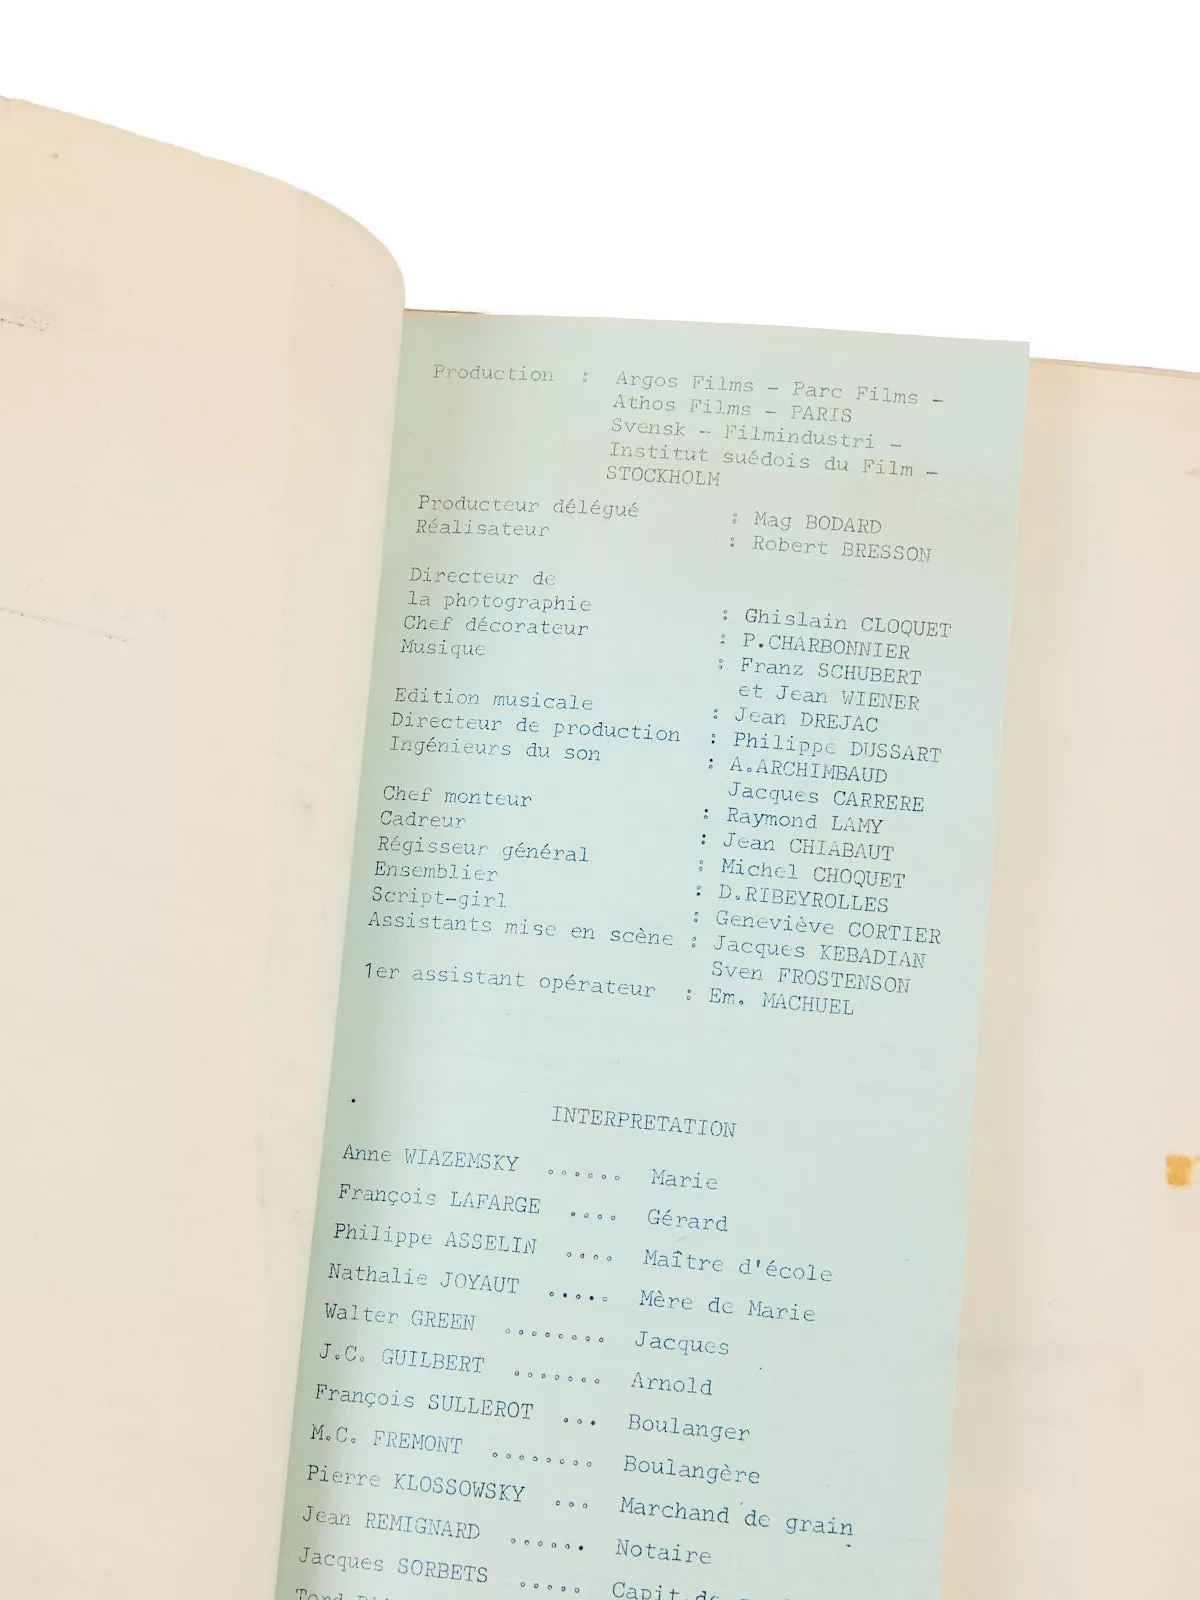 Production : Argos Films - Parc Films -
Athos Films - PARIS
Svensk - Filmindustri -
Institut suédois du Film -
STOCKHOLM
Producteur délégué : Mag BODARD
Réalisateur : Robert BRESSON
Directeur de
la photographie : Ghislain CLOQUET
Chef décorateur : P.CHARBONNIER
Musique : Franz SCHUBERT
et Jean WIENER
Edition musicale : Jean DREJAC
Directeur de production : Philippe DUSSART
Ingénieurs du son : A.ARCHIMBAUD
Jacques CARRERE
Chef monteur : Raymond LAMY
Cadreur : Jean CHIABAUT
Régisseur général : Michel CHOQUET
Ensemblier : D.RIBEYROLLES
Script-girl : Geneviève CORTIER
Assistants mise en scène : Jacques KEBADIAN
Sven FROSTENSON
1er assistant opérateur : Em. MACHUEL
INTERPRETATION
Anne WIAZEMSKY ...... Marie
François LAFARGE .... Gérard
Philippe ASSELIN .... Maître d'école
Nathalie JOYAUT ..... Mère de Marie
Walter GREEN ........ Jacques
J.C. GUILBERT ....... Arnold
François SULLEROT ... Boulanger
M.C. FREMONT ........ Boulangère
Pierre KLOSSOWSKY ... Marchand de grain
Jean REMIGNARD ...... Notaire
Jacques SORBETS ..... Capit.de